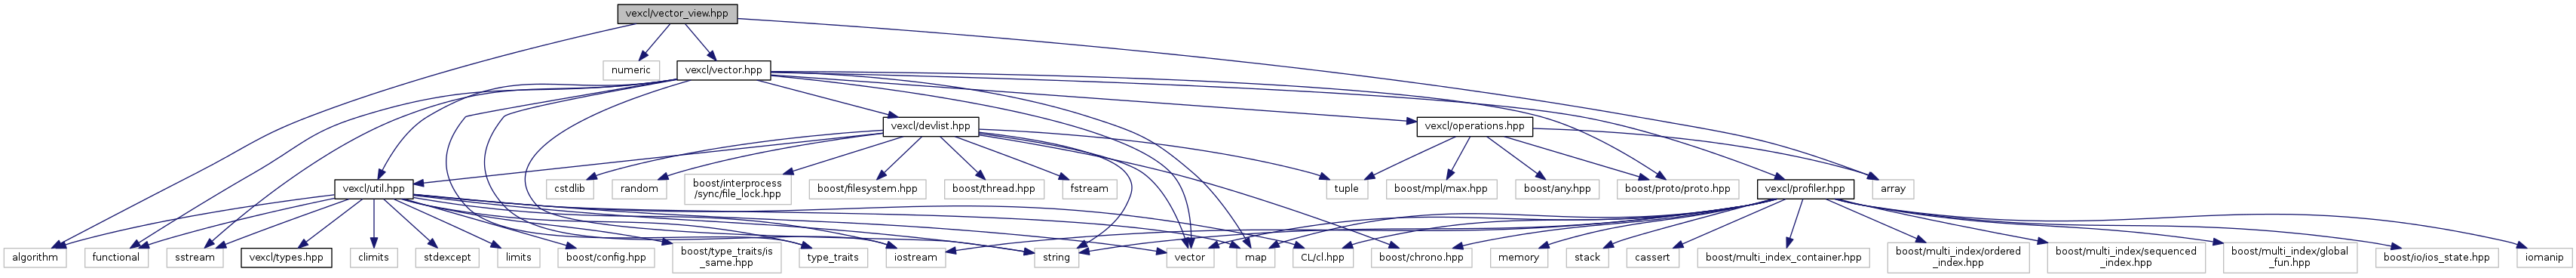 vexcl/vector_view.hpp
numeric
vexcl/vector.hpp
vexcl/devlist.hpp
vexcl/operations.hpp
vexcl/util.hpp
cstdlib
random
boost/interprocess
/sync/file_lock.hpp
boost/filesystem.hpp
boost/thread.hpp
fstream
tuple
boost/mpl/max.hpp
boost/any.hpp
boost/proto/proto.hpp
vexcl/profiler.hpp
array
algorithm
functional
sstream
vexcl/types.hpp
climits
stdexcept
limits
boost/config.hpp
boost/type_traits/is
_same.hpp
type_traits
iostream
string
vector
map
CL/cl.hpp
boost/chrono.hpp
memory
stack
cassert
boost/multi_index_container.hpp
boost/multi_index/ordered
_index.hpp
boost/multi_index/sequenced
_index.hpp
boost/multi_index/global
_fun.hpp
boost/io/ios_state.hpp
iomanip